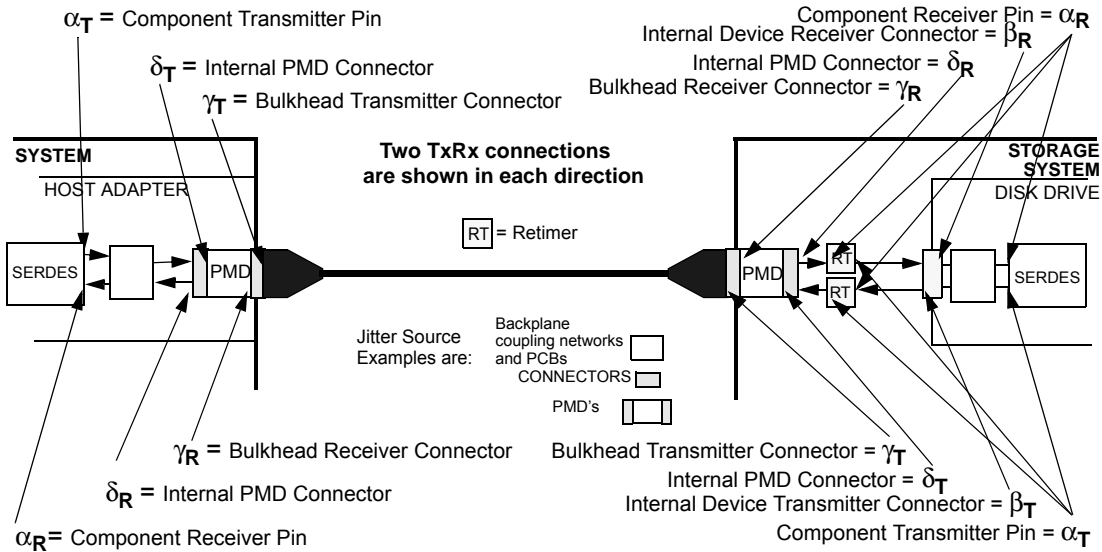 αT = Component Transmitter Pin
δT = Internal PMD Connector
γT = Bulkhead Transmitter Connector
Component Receiver Pin = αR
Internal Device Receiver Connector = βR
Internal PMD Connector = δR
Bulkhead Receiver Connector = γR
SYSTEM
HOST ADAPTER
Two TxRx connections
are shown in each direction
STORAGE
SYSTEM
DISK DRIVE
RT = Retimer
SERDES
PMD
PMD
RT
RT
SERDES
Jitter Source
Examples are:
Backplane
coupling networks
and PCBs
CONNECTORS
PMD's
γR = Bulkhead Receiver Connector
δR = Internal PMD Connector
αR= Component Receiver Pin
Bulkhead Transmitter Connector = γT
Internal PMD Connector = δT
Internal Device Transmitter Connector = βT
Component Transmitter Pin = αT